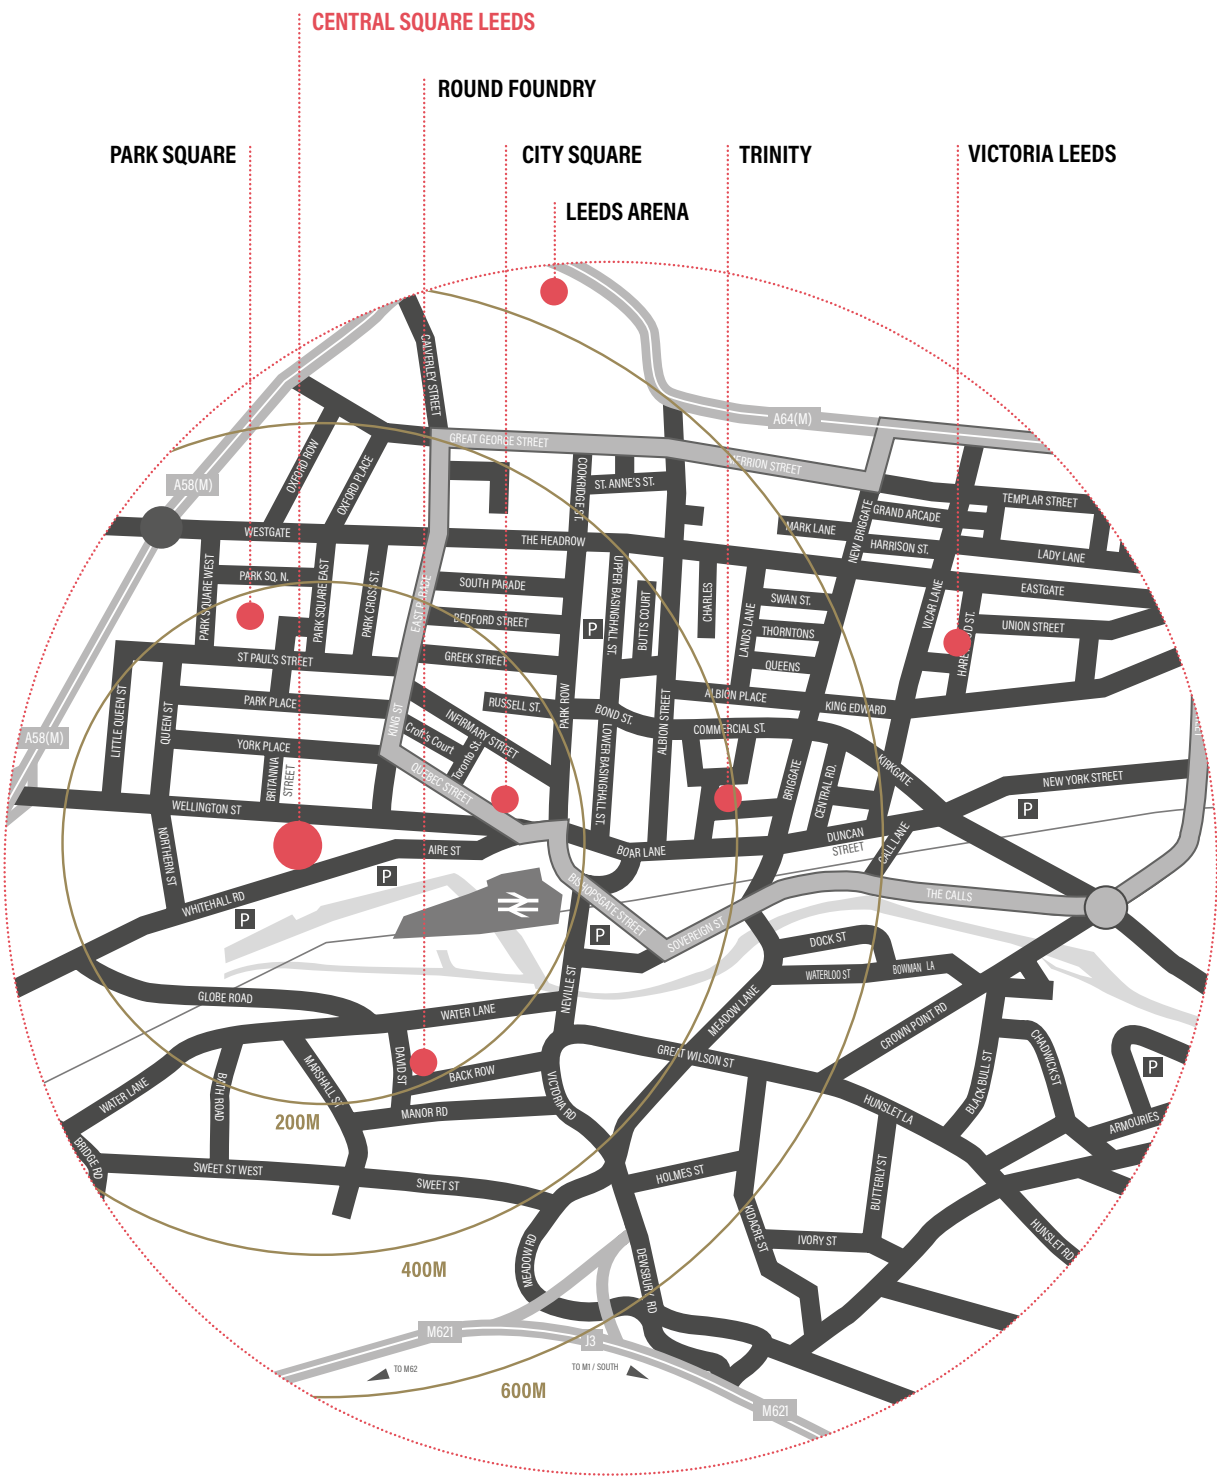 CENTRAL SQUARE LEEDS
ROUND FOUNDRY
PARK SQUARE
CITY SQUARE
TRINITY
VICTORIA LEEDS
LEEDS ARENA
CALVERLEY STREET
A64(M)
GREAT GEORGE STREET
MERRION STREET
OXFORD ROW
OXFORD PLACE
COOKRIDGE ST.
ST. ANNE'S ST.
A58(M)
TEMPLAR STREET
GRAND ARCADE
MARK LANE
NEW BRIGGATE
HARRISON ST.
LADY LANE
WESTGATE
THE HEADROW
EASTGATE
PARK SQUARE WEST
PARK SQ. N.
PARK SQUARE EAST
PARK CROSS ST.
EAST PARADE
SOUTH PARADE
BEDFORD STREET
GREEK STREET
UPPER BASINGHALL ST.
BUTTS COURT
CHARLES
LANDS LANE
SWAN ST.
THORNTONS
QUEENS
VICAR LANE
HAREWOOD ST.
UNION STREET
P
ST PAUL'S STREET
PARK PLACE
YORK PLACE
LITTLE QUEEN ST
QUEEN ST
BRITANNIA
STREET
KING ST
RUSSELL ST.
INFIRMARY STREET
Croft's Court
Toronto St.
QUEBEC STREET
PARK ROW
BOND ST.
LOWER BASINGHALL ST.
ALBION STREET
ALBION PLACE
KING EDWARD
COMMERCIAL ST.
BRIGGATE
CENTRAL RD.
KIRKGATE
NEW YORK STREET
P
A58(M)
WELLINGTON ST
NORTHERN ST
AIRE ST
BOAR LANE
DUNCAN
STREET
CALL LANE
P
WHITEHALL RD
P
BISHOPSGATE STREET
SOVEREIGN ST.
THE CALLS
P
DOCK ST
WATERLOO ST
BOWMAN LA
GLOBE ROAD
WATER LANE
NEVILLE ST
MEADOW LANE
CROWN POINT RD
GREAT WILSON ST
DAVID ST
BACK ROW
MARSHALL ST
BATH ROAD
WATER LANE
MANOR RD
VICTORIA RD
HUNSLET LA
BLACK BULL ST
CHADWICK ST
P
ARMOURIES
200M
BRIDGE RD
SWEET ST WEST
SWEET ST
HOLMES ST
BUTTERLY ST
KIDACRE ST
IVORY ST
HUNSLET RD
MEADOW RD
DEWSBURY RD
400M
M621
J3
TO M62
TO M1 / SOUTH
600M
M621